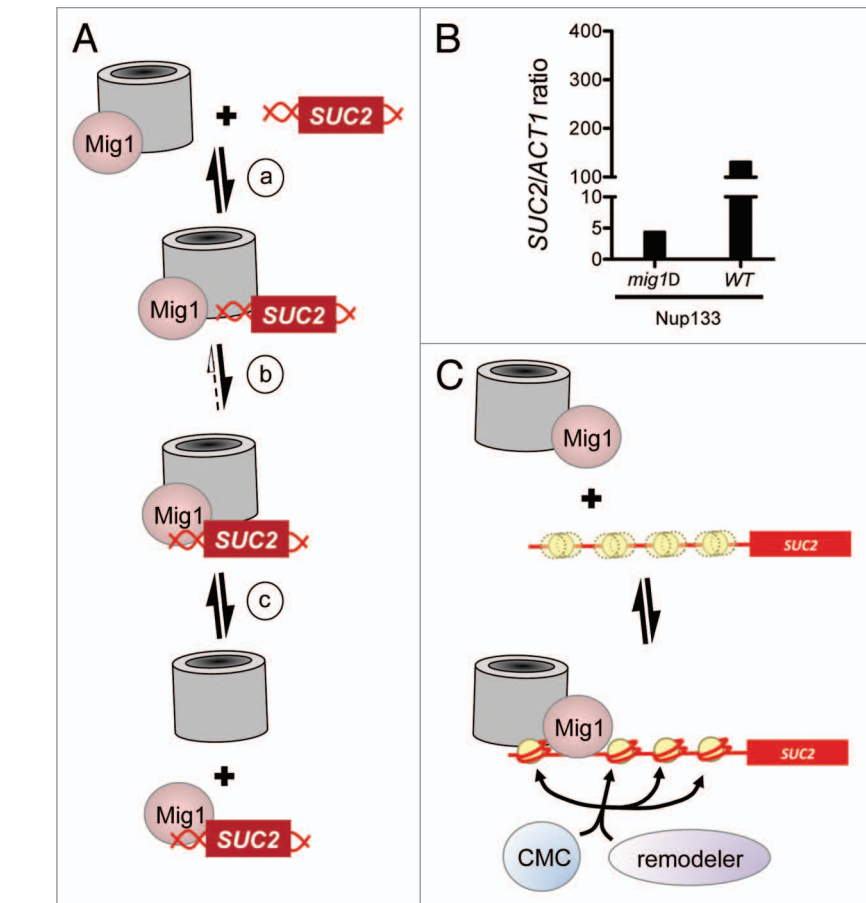 A
Mig1
SUC2
a
Mig1
SUC2
b
Mig1
SUC2
c
Mig1
SUC2
B
SUC2/ACT1 ratio
400
300
200
100
10
5
0
mig1D WT
Nup133
C
Mig1
SUC2
Mig1
SUC2
CMC
remodeler